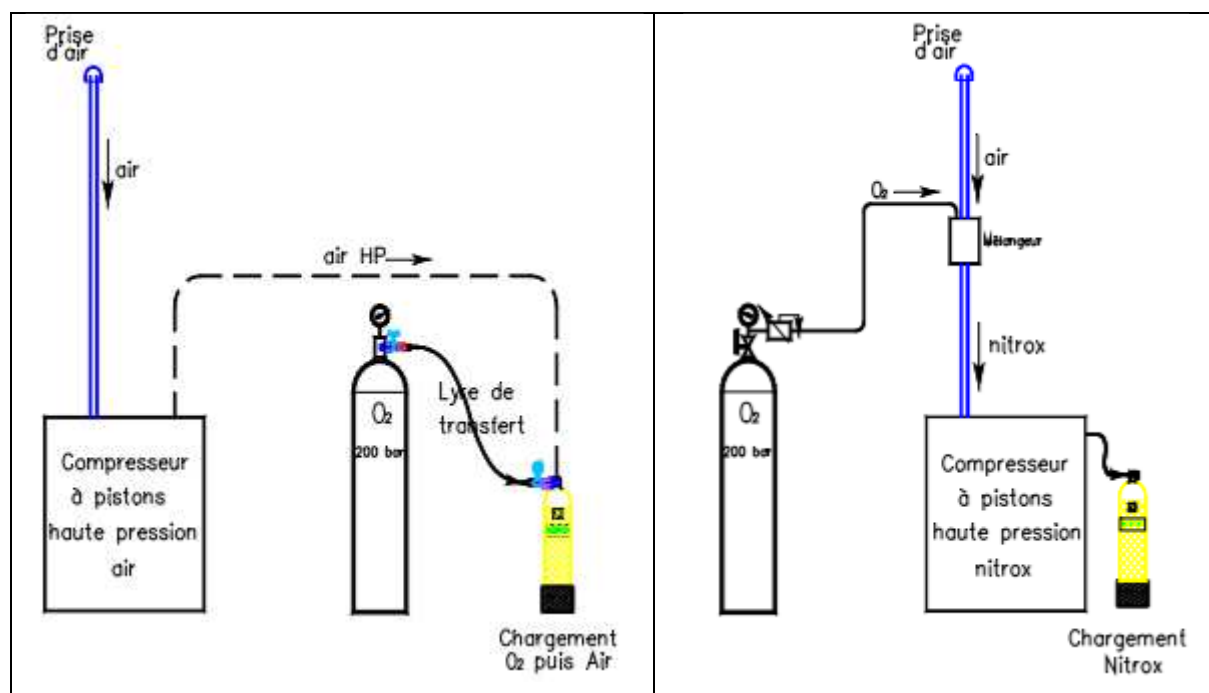 Prise
d'air
air
air HP
Lyre de
transfert
O₂
200 bar
Compresseur
à pistons
haute pression
air
Chargement
O₂ puis Air
Prise
d'air
air
O₂
Mélangeur
nitrox
O₂
200 bar
Compresseur
à pistons
haute pression
nitrox
Chargement
Nitrox